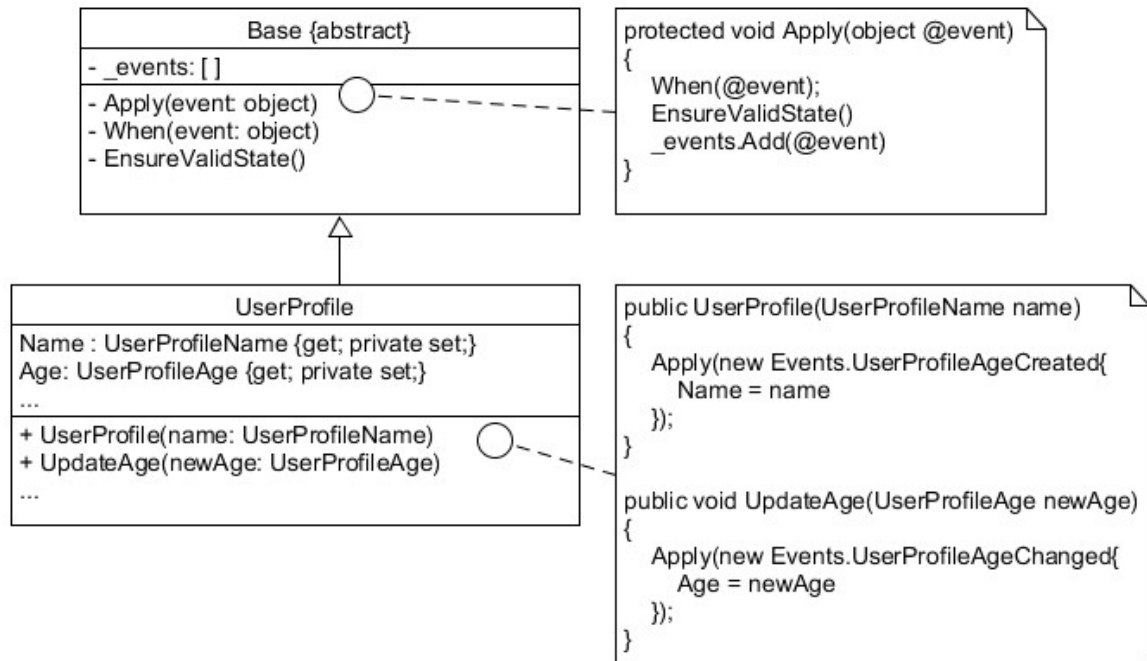 Base {abstract}
- _events: [ ]
- Apply(event: object)
- When(event: object)
- EnsureValidState()
protected void Apply(object @event)
{
When(@event);
EnsureValidState()
_events.Add(@event)
}
UserProfile
Name : UserProfileName {get; private set;}
Age: UserProfileAge {get; private set;}
...
+ UserProfile(name: UserProfileName)
+ UpdateAge(newAge: UserProfileAge)
...
public UserProfile(UserProfileName name)
{
Apply(new Events.UserProfileAgeCreated{
Name = name
});
}
public void UpdateAge(UserProfileAge newAge)
{
Apply(new Events.UserProfileAgeChanged{
Age = newAge
});
}